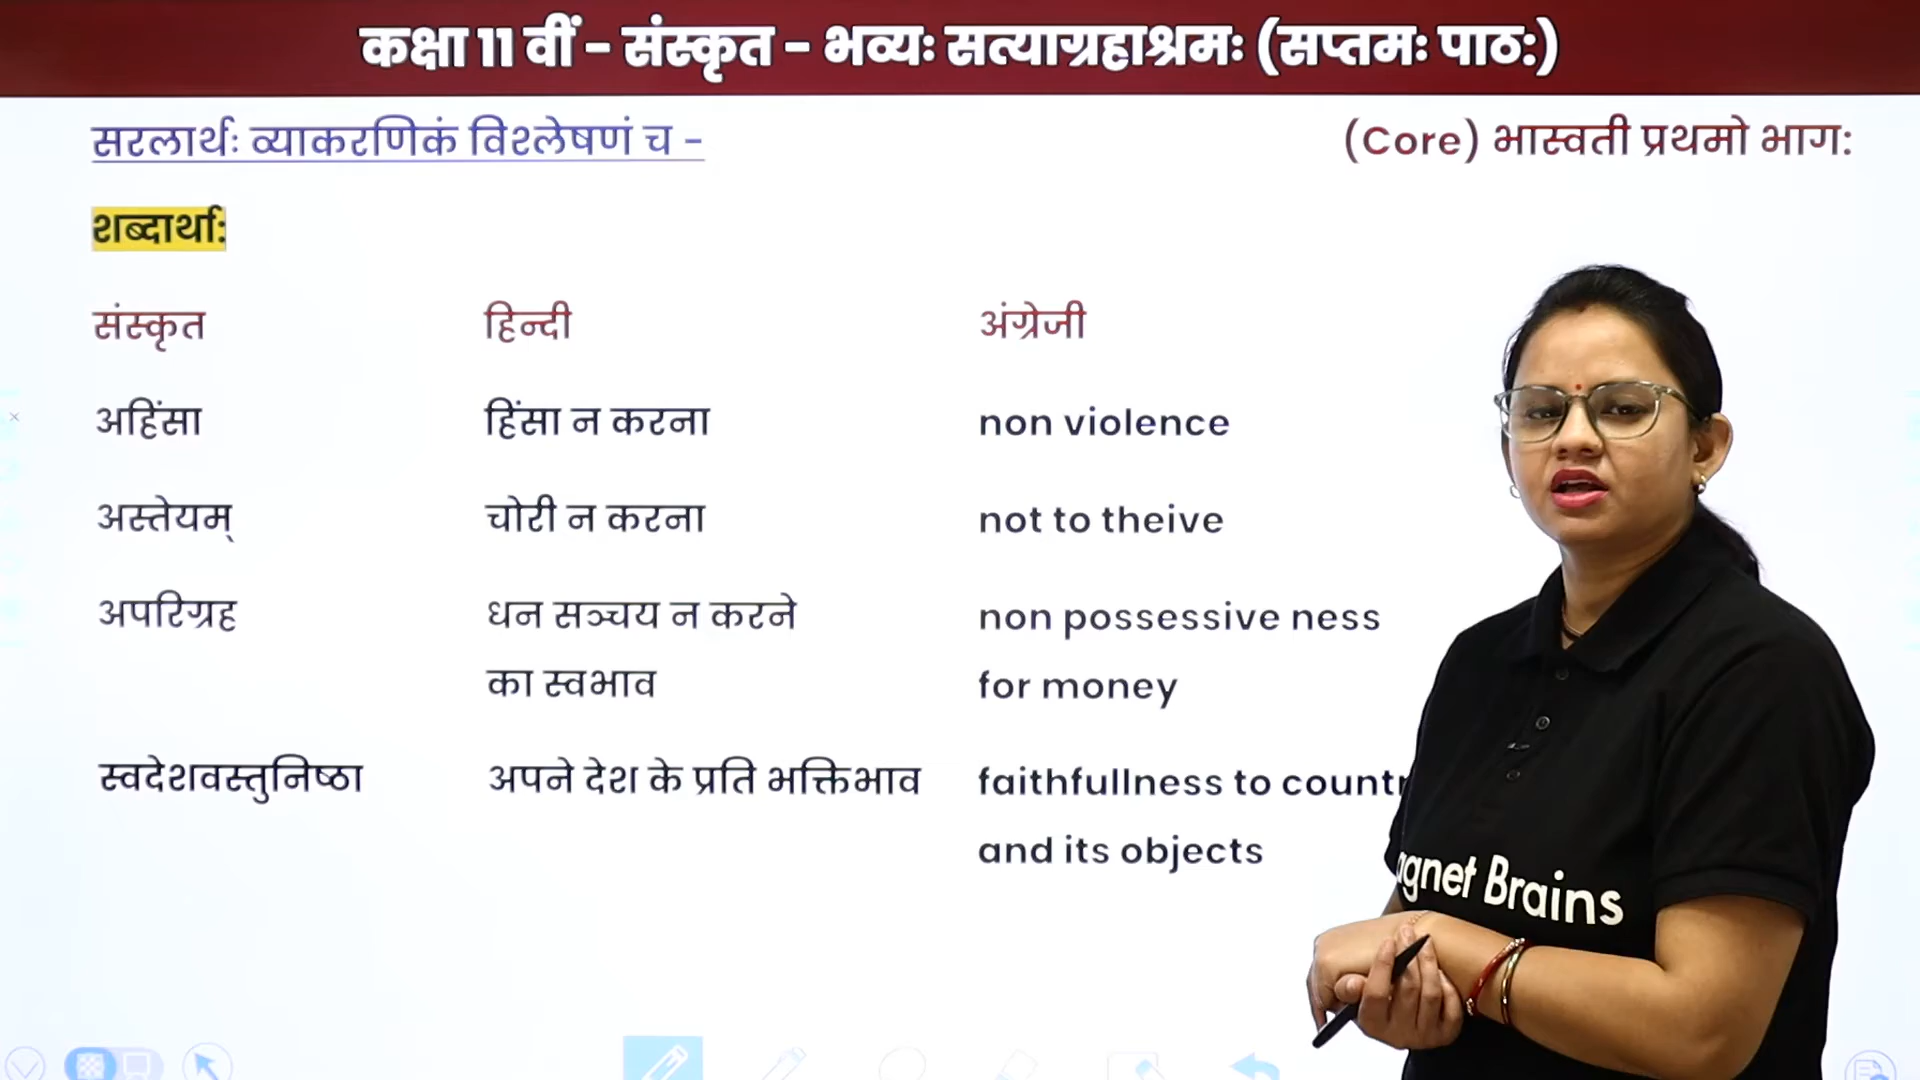 कक्षा 11 वीं - संस्कृत - भव्यः सत्याग्रहाश्रमः (सप्तमः पाठ:)
सरलार्थः व्याकरणिकं विश्लेषणं च -
(Core) भास्वती प्रथमो भाग:
शब्दार्था:
संस्कृत हिन्दी अंग्रेजी
अहिंसा हिंसा न करना non violence
अस्तेयम् चोरी न करना not to theive
अपरिग्रह धन सञ्चय न करने non possessive ness
का स्वभाव for money
स्वदेशवस्तुनिष्ठा अपने देश के प्रति भक्तिभाव faithfullness to countr
and its objects
agnet Brains